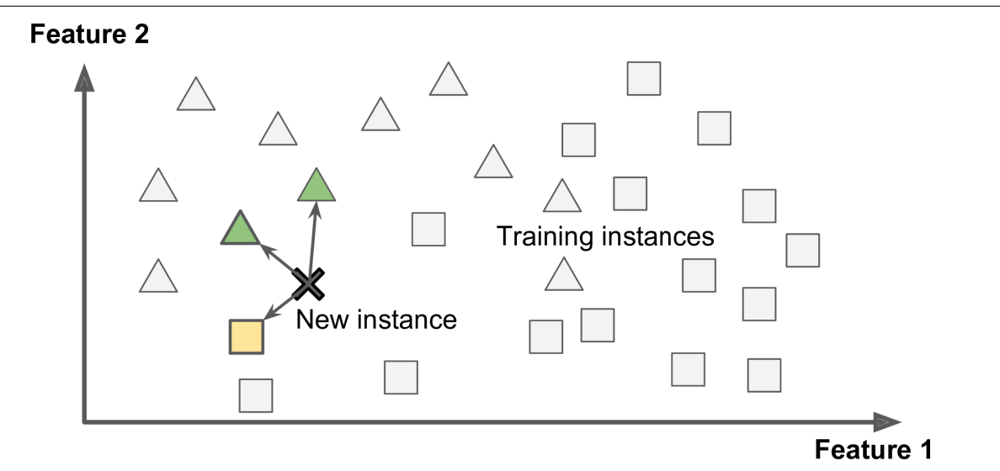 Feature 2
Training instances
New instance
Feature 1